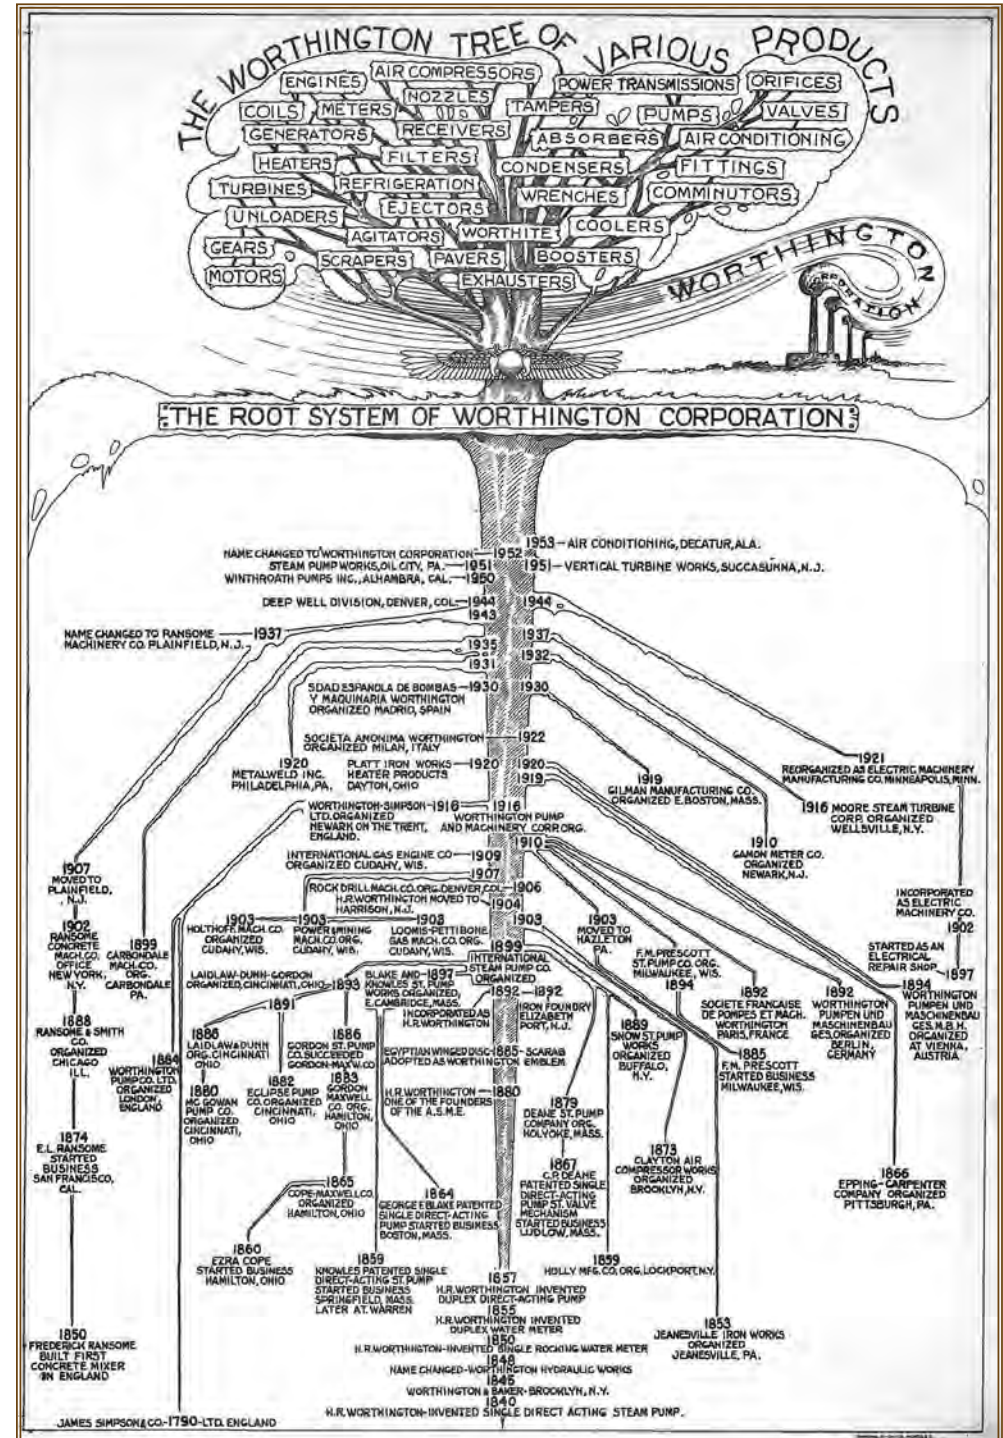 THE WORTHINGTON TREE OF VARIOUS PRODUCTS
ENGINES
AIR COMPRESSORS
POWER TRANSMISSIONS
ORIFICES
COILS
METERS
NOZZLES
TAMPERS
PUMPS
VALVES
GENERATORS
RECEIVERS
ABSORBERS
AIR CONDITIONING
HEATERS
FILTERS
CONDENSERS
FITTINGS
TURBINES
REFRIGERATION
WRENCHES
COMMINUTORS
UNLOADERS
EJECTORS
COOLERS
GEARS
AGITATORS
WORTHITE
MOTORS
SCRAPERS
PAVERS
BOOSTERS
EXHAUSTERS
WORTHINGTON
CORPORATION
THE ROOT SYSTEM OF WORTHINGTON CORPORATION
1953 - AIR CONDITIONING, DECATUR, ALA.
NAME CHANGED TO WORTHINGTON CORPORATION - 1952
STEAM PUMP WORKS, OIL CITY, PA. - 1951
1951 - VERTICAL TURBINE WORKS, SUCCASUNNA, N.J.
WINTHROATH PUMPS INC., ALHAMBRA, CAL. - 1950
DEEP WELL DIVISION, DENVER, COL. - 1944
1944
1943
NAME CHANGED TO RANSOME - 1937
MACHINERY CO. PLAINFIELD, N.J.
1937
1935
1932
1931
SDAD ESPANOLA DE BOMBAS - 1930
Y MAQUINARIA WORTHINGTON
ORGANIZED MADRID, SPAIN
1930
SOCIETA ANONIMA WORTHINGTON - 1922
ORGANIZED MILAN, ITALY
1920
METALWELD INC.
PHILADELPHIA, PA.
PLATT IRON WORKS - 1920
HEATER PRODUCTS
DAYTON, OHIO
1920
1919
1919
GILMAN MANUFACTURING CO.
ORGANIZED E. BOSTON, MASS.
1921
REORGANIZED AS ELECTRIC MACHINERY
MANUFACTURING CO. MINNEAPOLIS, MINN.
WORTHINGTON-SIMPSON - 1916
LTD. ORGANIZED
NEWARK ON THE TRENT,
ENGLAND.
1916
WORTHINGTON PUMP
AND MACHINERY CORP. ORG.
1916 MOORE STEAM TURBINE
CORP. ORGANIZED
WELLSVILLE, N.Y.
1910
1910
GAMON METER CO.
ORGANIZED
NEWARK, N.J.
INTERNATIONAL GAS ENGINE CO - 1909
ORGANIZED CUDAHY, WIS.
1907
1907
MOVED TO
PLAINFIELD,
N.J.
ROCK DRILL MACH. CO. ORG. DENVER, COL. - 1906
H.R. WORTHINGTON MOVED TO - 1904
HARRISON, N.J.
INCORPORATED
AS ELECTRIC
MACHINERY CO.
1902
1902
RANSOME
CONCRETE
MACH. CO.
OFFICE
NEW YORK,
N.Y.
1899
CARBONDALE
MACH. CO.
ORG.
CARBONDALE
PA.
1903
HOLTHOFF MACH. CO
ORGANIZED
CUDAHY, WIS.
1903
POWER & MINING
MACH. CO. ORG.
CUDAHY, WIS.
1903
LOOMIS-PETTIBONE
GAS MACH. CO. ORG.
CUDAHY, WIS.
1903
1903
MOVED TO
HAZLETON
PA.
1899
INTERNATIONAL
STEAM PUMP CO.
ORGANIZED
F.M. PRESCOTT
ST. PUMP CO. ORG.
MILWAUKEE, WIS.
1894
STARTED AS AN
ELECTRICAL
REPAIR SHOP - 1897
LAIDLAW-DUNN-GORDON
ORGANIZED, CINCINNATI, OHIO - 1893
BLAKE AND - 1897
KNOWLES ST. PUMP
WORKS ORGANIZED,
E. CAMBRIDGE, MASS.
1892
INCORPORATED AS
H.R. WORTHINGTON
1892
IRON FOUNDRY
ELIZABETH
PORT, N.J.
1892
SOCIETE FRANCAISE
DE POMPES ET MACH.
WORTHINGTON
PARIS, FRANCE
1892
WORTHINGTON
PUMPEN UND
MASCHINENBAU
GES. ORGANIZED
BERLIN
GERMANY
1894
WORTHINGTON
PUMPEN UND
MASCHINENBAU
GES. M.B.H.
ORGANIZED
AT VIENNA,
AUSTRIA
1891
1888
RANSOME & SMITH
CO.
ORGANIZED
CHICAGO
ILL.
1884
WORTHINGTON
PUMP CO. LTD.
ORGANIZED
LONDON,
ENGLAND
1886
LAIDLAW & DUNN
ORG. CINCINNATI
OHIO
1880
MC GOWAN
PUMP CO.
ORGANIZED
CINCINNATI,
OHIO
1882
ECLIPSE PUMP
CO. ORGANIZED
CINCINNATI,
OHIO
1886
GORDON ST. PUMP
CO. SUCCEEDED
GORDON-MAXW. CO
1883
GORDON
MAXWELL
CO. ORG.
HAMILTON,
OHIO
EGYPTIAN WINGED DISC - 1885 - SCARAB
ADOPTED AS WORTHINGTON EMBLEM
H.R. WORTHINGTON - 1880
ONE OF THE FOUNDERS
OF THE A.S.M.E.
1889
SNOW ST. PUMP
WORKS
ORGANIZED
BUFFALO,
N.Y.
1885
F.M. PRESCOTT
STARTED BUSINESS
MILWAUKEE, WIS.
1879
DEANE ST. PUMP
COMPANY ORG.
HOLYOKE, MASS.
1867
C.P. DEANE
PATENTED SINGLE
DIRECT-ACTING
PUMP ST. VALVE
MECHANISM
STARTED BUSINESS
LUDLOW, MASS.
1873
CLAYTON AIR
COMPRESSOR WORKS
ORGANIZED
BROOKLYN, N.Y.
1866
EPPING-CARPENTER
COMPANY ORGANIZED
PITTSBURGH, PA.
1874
E.L. RANSOME
STARTED
BUSINESS
SAN FRANCISCO,
CAL.
1865
COPE-MAXWELL CO.
ORGANIZED
HAMILTON, OHIO
1860
EZRA COPE
STARTED BUSINESS
HAMILTON, OHIO
1864
GEORGE F. BLAKE PATENTED
SINGLE DIRECT-ACTING
PUMP STARTED BUSINESS
BOSTON, MASS.
1859
KNOWLES PATENTED SINGLE
DIRECT-ACTING ST. PUMP
STARTED BUSINESS
SPRINGFIELD, MASS.
LATER AT WARREN
1859
HOLLY MFG. CO. ORG. LOCKPORT, N.Y.
1857
H.R. WORTHINGTON INVENTED
DUPLEX DIRECT-ACTING PUMP
1855
H.R. WORTHINGTON INVENTED
DUPLEX WATER METER
1853
JEANESVILLE IRON WORKS
ORGANIZED
JEANESVILLE, PA.
1850
FREDERICK RANSOME
BUILT FIRST
CONCRETE MIXER
IN ENGLAND
1850
H.R. WORTHINGTON-INVENTED SINGLE ROCKING WATER METER
1848
NAME CHANGED-WORTHINGTON HYDRAULIC WORKS
1845
WORTHINGTON & BAKER-BROOKLYN, N.Y.
1840
H.R. WORTHINGTON-INVENTED SINGLE DIRECT ACTING STEAM PUMP.
JAMES SIMPSON & CO.-1790-LTD. ENGLAND